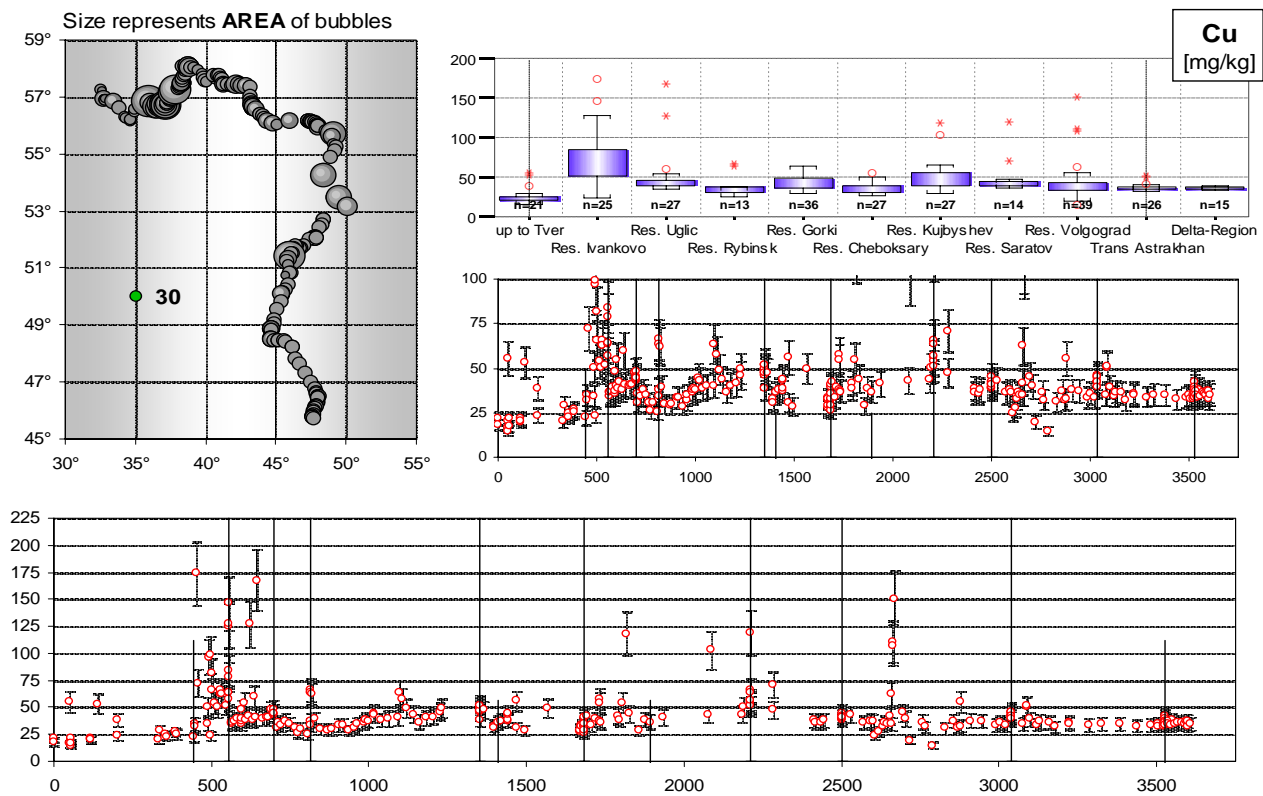 Size represents AREA of bubbles
59°
57°
55°
53°
51°
49°
47°
45°
30
30°
35°
40°
45°
50°
55°
Cu
[mg/kg]
200
150
100
50
0
n=21
n=25
n=27
n=13
n=36
n=27
n=27
n=14
n=39
n=26
n=15
up to Tver
Res. Uglic
Res. Gorki
Res. Kujbyshev
Res. Volgograd
Delta-Region
Res. Ivankovo
Res. Rybinsk
Res. Cheboksary
Res. Saratov
Trans Astrakhan
100
75
50
25
0
0
500
1000
1500
2000
2500
3000
3500
225
200
175
150
125
100
75
50
25
0
0
500
1000
1500
2000
2500
3000
3500